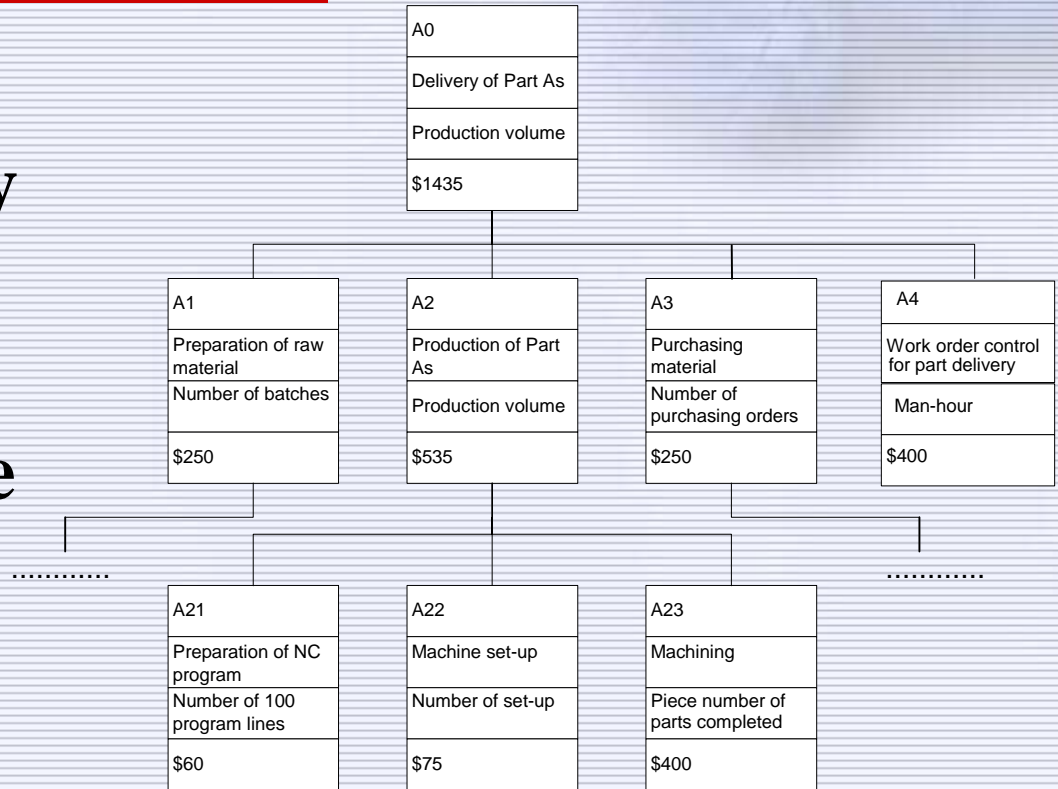 A0
Delivery of Part As
Production volume
$1435
A1
Preparation of raw
material
Number of batches
$250
A2
Production of Part
As
Production volume
$535
A3
Purchasing
material
Number of
purchasing orders
$250
A4
Work order control
for part delivery
Man-hour
$400
............
............
A21
Preparation of NC
program
Number of 100
program lines
$60
A22
Machine set-up
Number of set-up
$75
A23
Machining
Piece number of
parts completed
$400